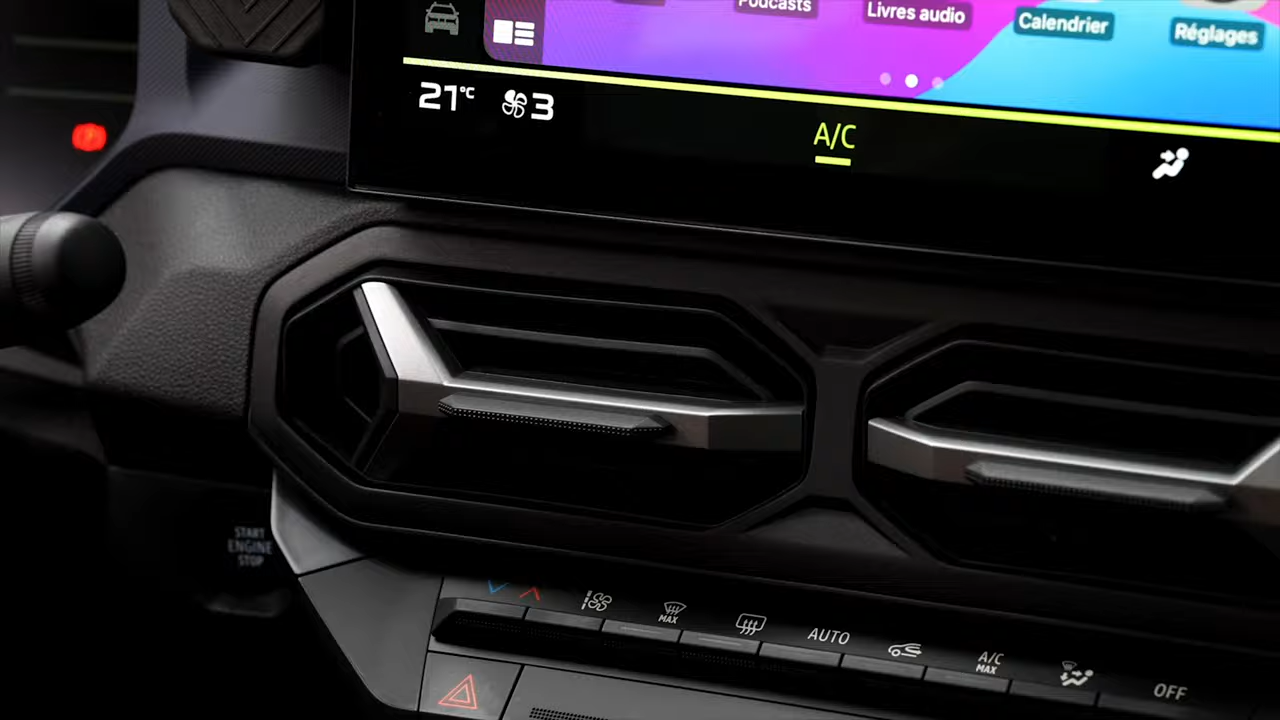 Podcasts
Livres audio
Calendrier
Réglages
21°C
3
A/C
START
ENGINE
STOP
MAX
AUTO
A/C
MAX
OFF